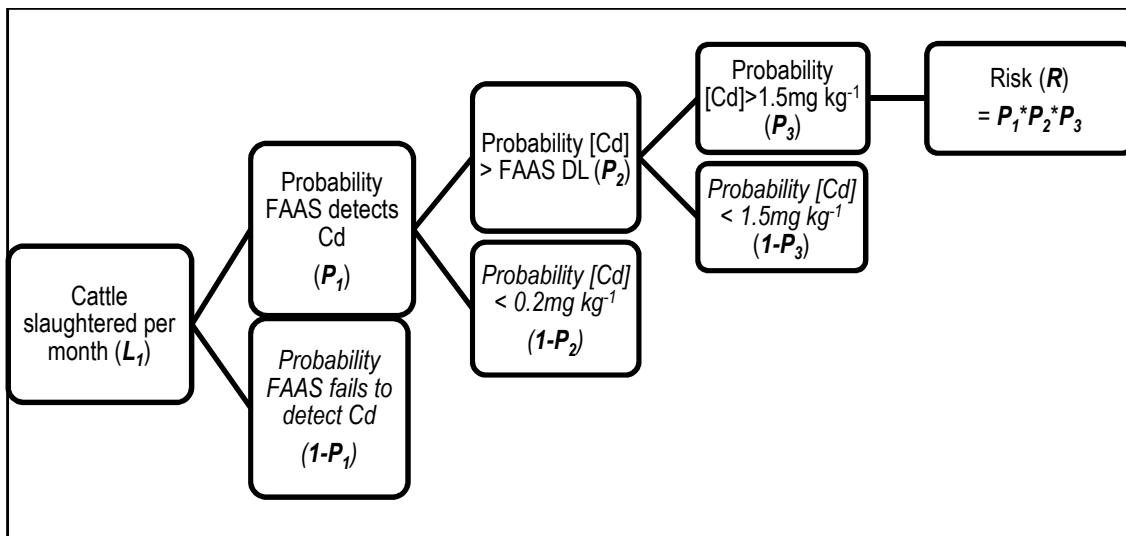 Cattle
slaughtered per
month (L₁)
Probability
FAAS detects
Cd
(P₁)
Probability
FAAS fails to
detect Cd
(1-P₁)
Probability [Cd]
> FAAS DL (P₂)
Probability [Cd]
< 0.2mg kg⁻¹
(1-P₂)
Probability
[Cd]>1.5mg kg⁻¹
(P₃)
Probability [Cd]
< 1.5mg kg⁻¹
(1-P₃)
Risk (R)
= P₁*P₂*P₃